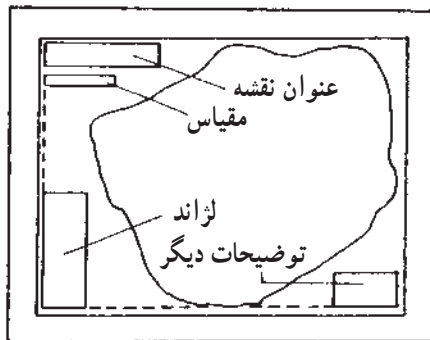 عنوان نقشه
مقیاس
لژاند
توضیحات دیگر